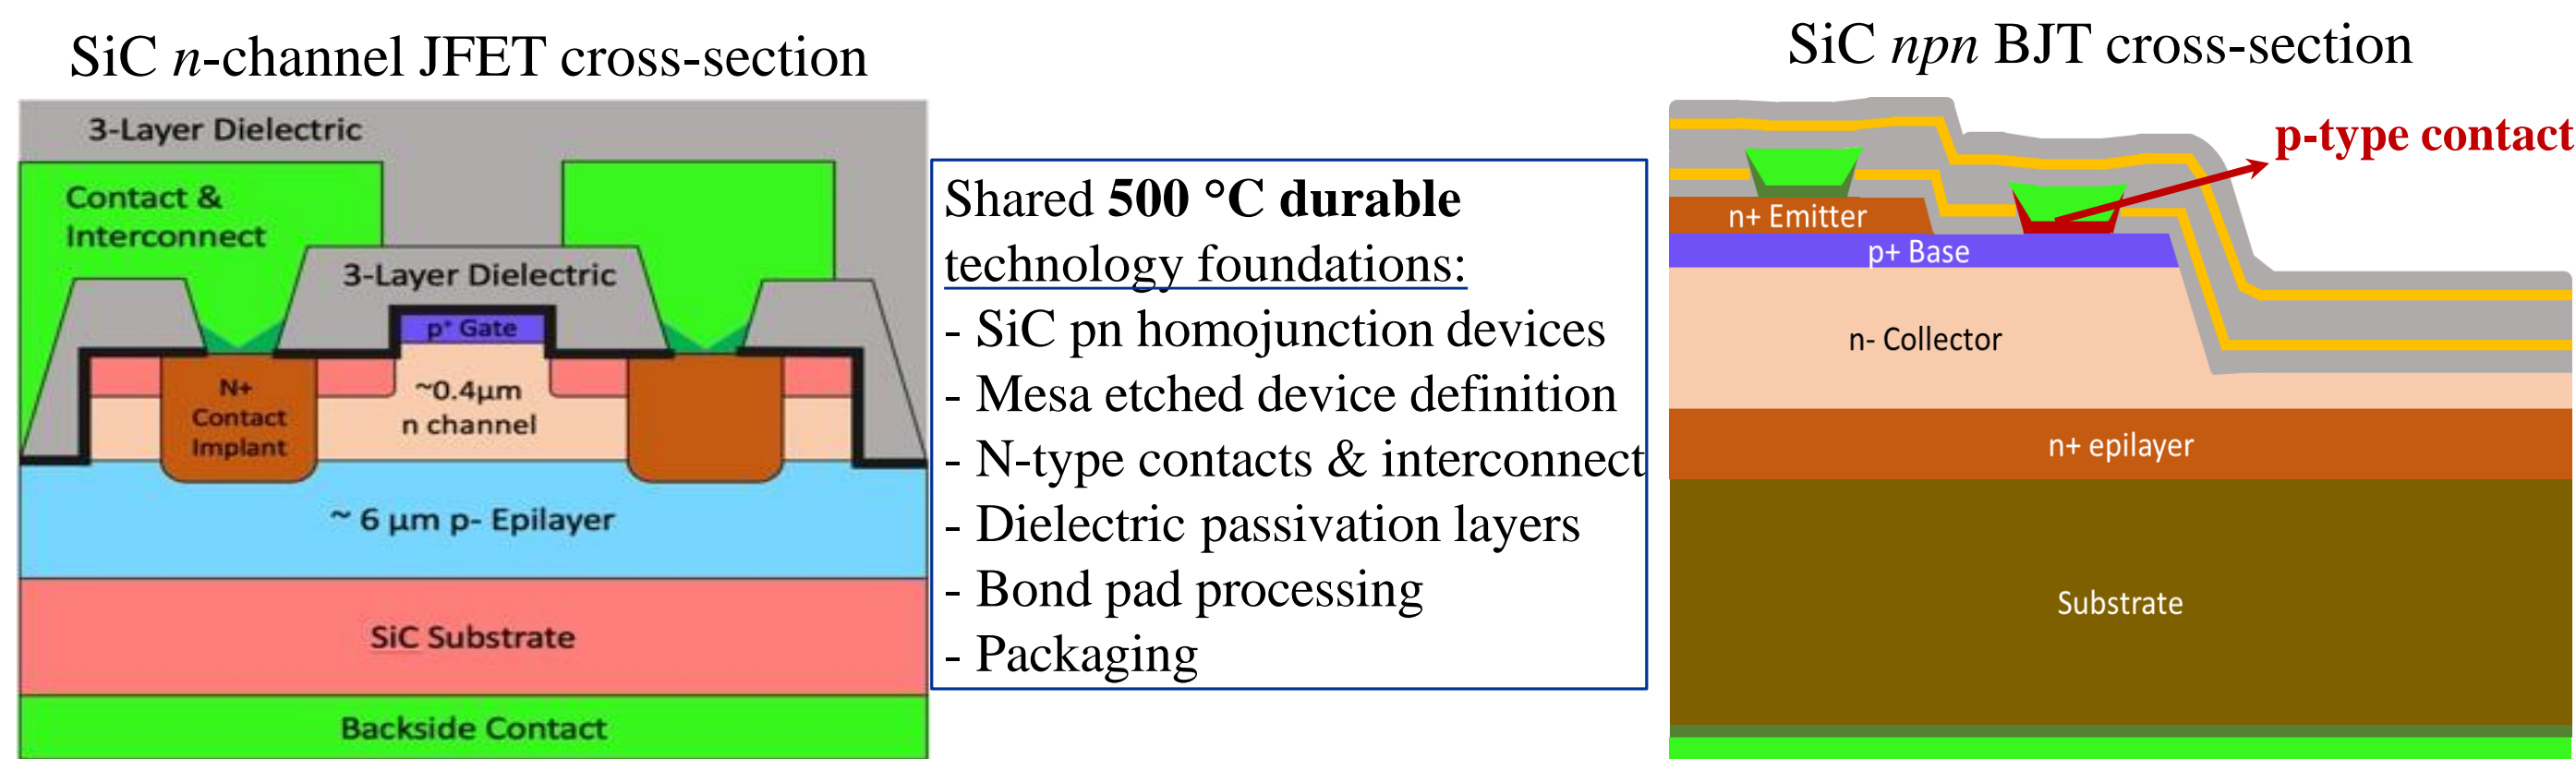 SiC n-channel JFET cross-section
3-Layer Dielectric
Contact &
Interconnect
3-Layer Dielectric
p+ Gate
N+
Contact
Implant
~0.4µm
n channel
~ 6 µm p- Epilayer
SiC Substrate
Backside Contact
Shared 500 °C durable
technology foundations:
- SiC pn homojunction devices
- Mesa etched device definition
- N-type contacts & interconnect
- Dielectric passivation layers
- Bond pad processing
- Packaging
SiC npn BJT cross-section
p-type contact
n+ Emitter
p+ Base
n- Collector
n+ epilayer
Substrate